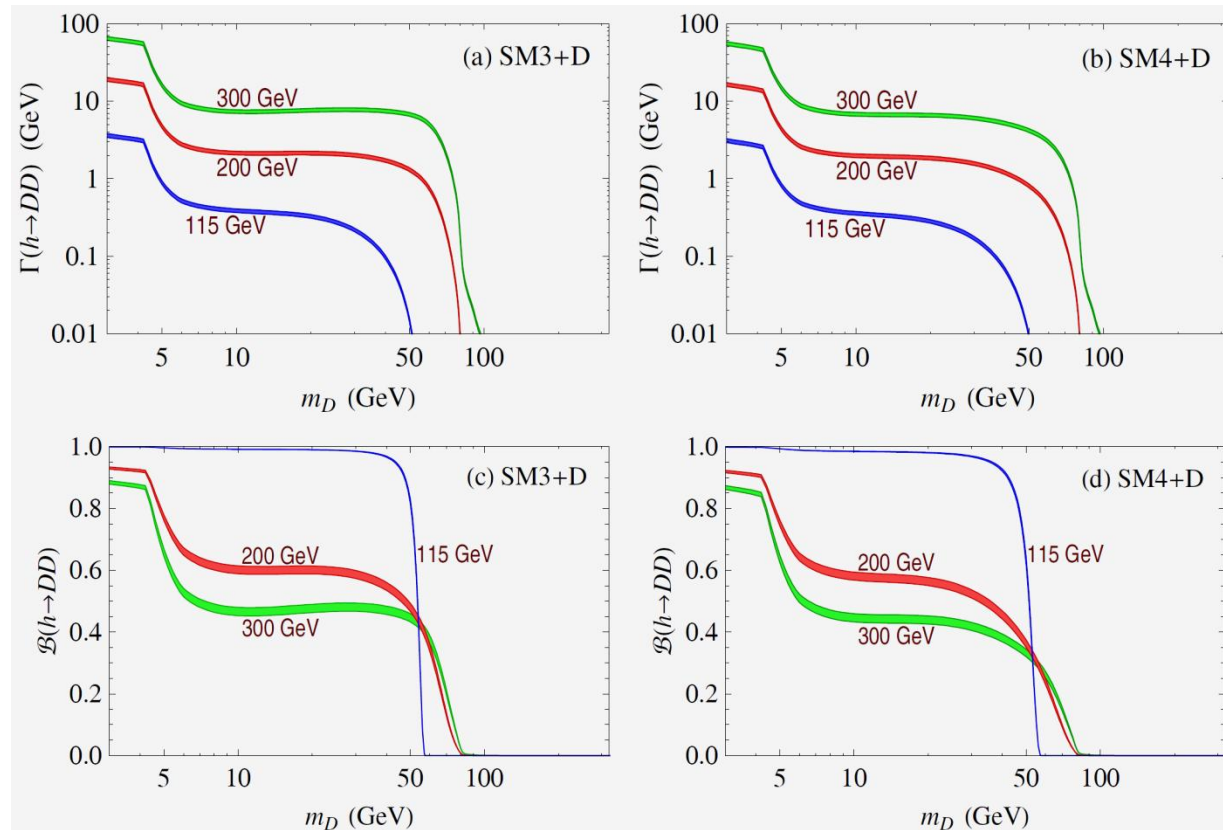 (a) SM3+D
Γ(h→DD) (GeV)
100
10
1
0.1
0.01
300 GeV
200 GeV
115 GeV
5 10 50 100
m_D (GeV)
(b) SM4+D
Γ(h→DD) (GeV)
100
10
1
0.1
0.01
300 GeV
200 GeV
115 GeV
5 10 50 100
m_D (GeV)
(c) SM3+D
ℬ(h→DD)
1.0
0.8
0.6
0.4
0.2
0.0
200 GeV
115 GeV
300 GeV
5 10 50 100
m_D (GeV)
(d) SM4+D
ℬ(h→DD)
1.0
0.8
0.6
0.4
0.2
0.0
115 GeV
200 GeV
300 GeV
5 10 50 100
m_D (GeV)